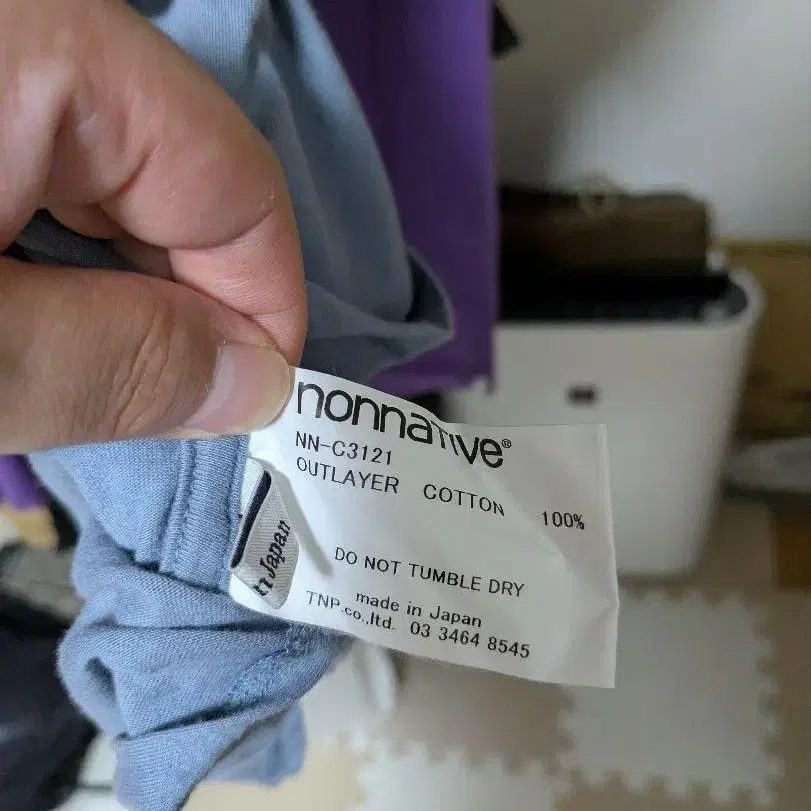 nonnative®
NN-C3121
OUTLAYER COTTON 100%
DO NOT TUMBLE DRY
made in Japan
TNP.co.,ltd. 03 3464 8545
Japan